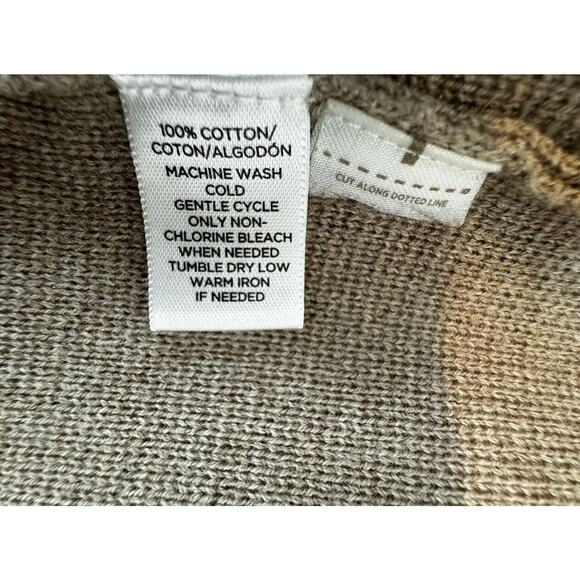 100% COTTON/
COTON/ALGODÓN
MACHINE WASH
COLD
GENTLE CYCLE
ONLY NON-
CHLORINE BLEACH
WHEN NEEDED
TUMBLE DRY LOW
WARM IRON
IF NEEDED
CUT ALONG DOTTED LINE